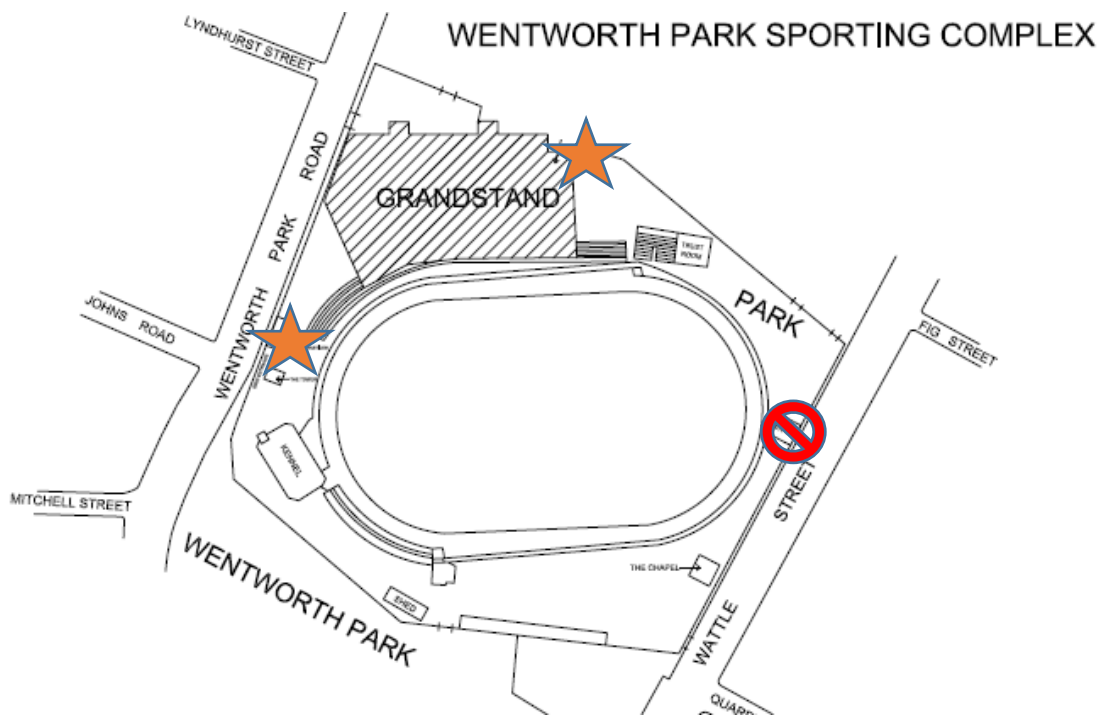 WENTWORTH PARK SPORTING COMPLEX
LYNDHURST STREET
WENTWORTH PARK ROAD
GRANDSTAND
TRUST
ROOM
PARK
JOHNS ROAD
FIG STREET
KENNEL
MITCHELL STREET
WATTLE STREET
THE CHAPEL
WENTWORTH PARK